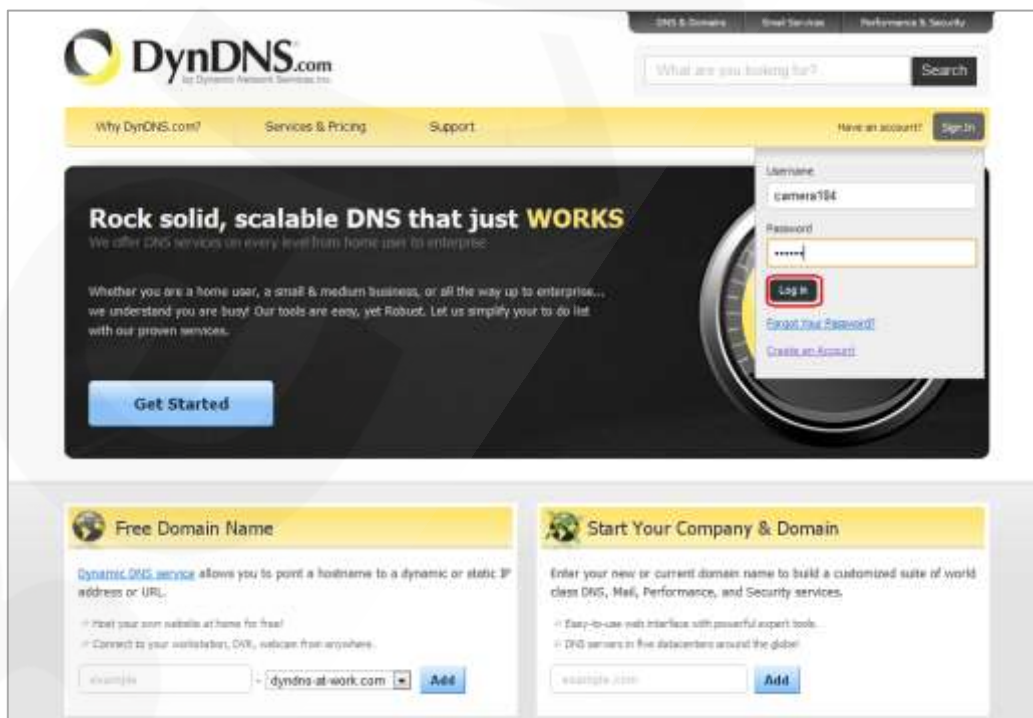 DNS & Domains Email Services Performance & Security
DynDNS.com
by Dynamic Network Services Inc.
What are you looking for? Search
Why DynDNS.com? Services & Pricing Support Have an account? Sign In
Username
camera104
Password
Log in
Forgot Your Password?
Create an Account
Rock solid, scalable DNS that just WORKS
We offer DNS services on every level from home user to enterprise
Whether you are a home user, a small & medium business, or all the way up to enterprise...
we understand you are busy! Our tools are easy, yet Robust. Let us simplify your to do list
with our proven services.
Get Started
Free Domain Name
Dynamic DNS service allows you to point a hostname to a dynamic or static IP
address or URL.
Host your own website at home for free!
Connect to your workstation, DVR, webcam from anywhere.
example - dyndns-at-work.com Add
Start Your Company & Domain
Enter your new or current domain name to build a customized suite of world
class DNS, Mail, Performance, and Security services.
Easy-to-use web interface with powerful expert tools.
DNS servers in five datacenters around the globe!
example.com Add